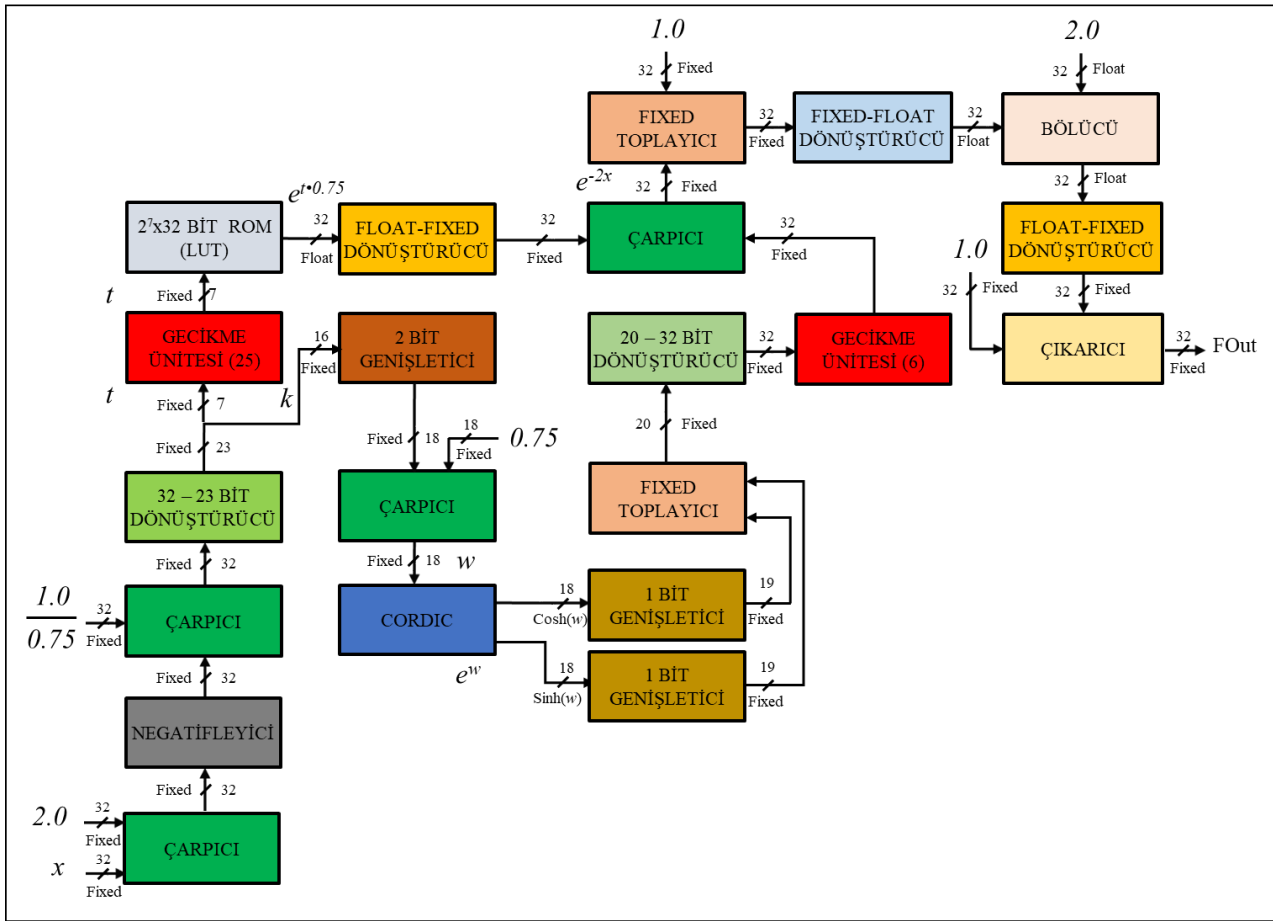 1.0
32 Fixed
FIXED
TOPLAYICI
32
Fixed
FIXED-FLOAT
DÖNÜŞTÜRÜCÜ
32
Float
2.0
32 Float
BÖLÜCÜ
32 Float
FLOAT-FIXED
DÖNÜŞTÜRÜCÜ
32 Fixed
1.0
32 Fixed
ÇIKARICI
32
Fixed
FOut
e^-2x
32 Fixed
ÇARPICI
32
Fixed
e^t•0.75
2^7x32 BİT ROM
(LUT)
32
Float
FLOAT-FIXED
DÖNÜŞTÜRÜCÜ
32
Fixed
t
Fixed 7
GECİKME
ÜNİTESİ (25)
16
Fixed
2 BİT
GENİŞLETİCİ
20 – 32 BİT
DÖNÜŞTÜRÜCÜ
32
Fixed
GECİKME
ÜNİTESİ (6)
t
Fixed 7
k
Fixed 23
Fixed 18
18
Fixed
0.75
20 Fixed
32 – 23 BİT
DÖNÜŞTÜRÜCÜ
ÇARPICI
FIXED
TOPLAYICI
Fixed 32
Fixed 18
w
1.0
0.75
32
Fixed
ÇARPICI
CORDIC
18
Cosh(w)
1 BİT
GENİŞLETİCİ
19
Fixed
e^w
18
Sinh(w)
1 BİT
GENİŞLETİCİ
19
Fixed
Fixed 32
NEGATİFLEYİCİ
Fixed 32
2.0
32
Fixed
x
32
Fixed
ÇARPICI